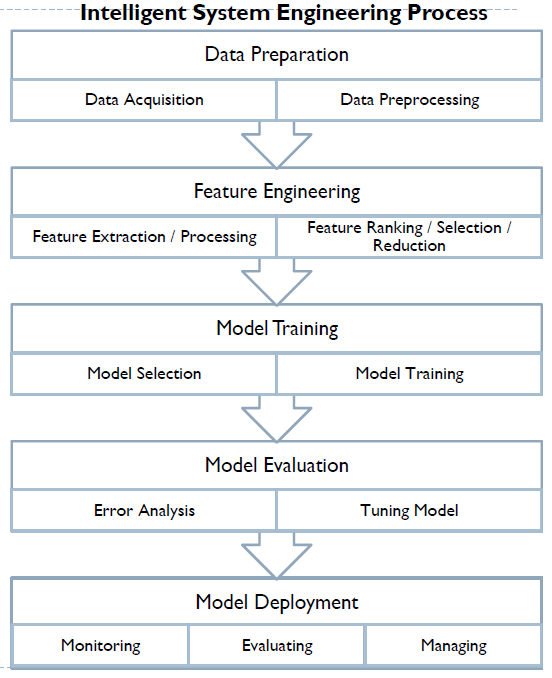 Intelligent System Engineering Process
Data Preparation
Data Acquisition
Data Preprocessing
Feature Engineering
Feature Extraction / Processing
Feature Ranking / Selection /
Reduction
Model Training
Model Selection
Model Training
Model Evaluation
Error Analysis
Tuning Model
Model Deployment
Monitoring
Evaluating
Managing